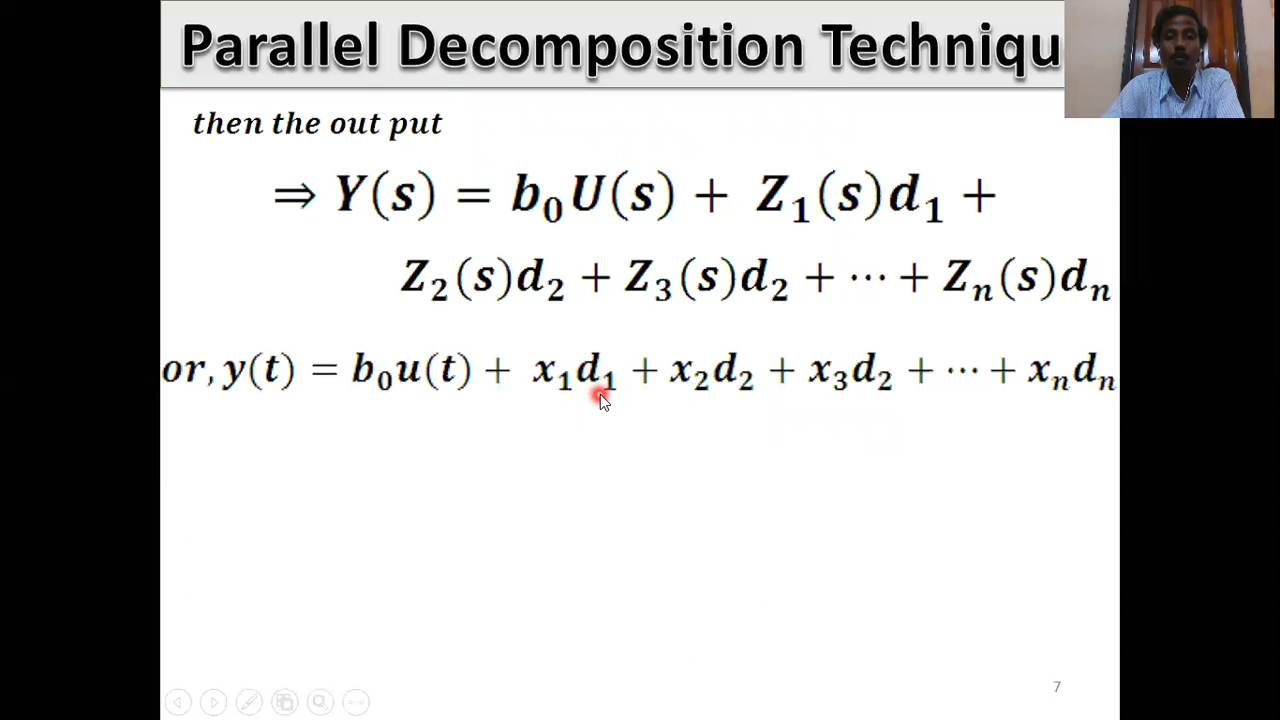 Parallel Decomposition Techniqu
then the out put
⇒ Y(s) = b₀U(s) + Z₁(s)d₁ +
Z₂(s)d₂ + Z₃(s)d₂ + ⋯ + Zₙ(s)dₙ
or, y(t) = b₀u(t) + x₁d₁ + x₂d₂ + x₃d₂ + ⋯ + xₙdₙ
7